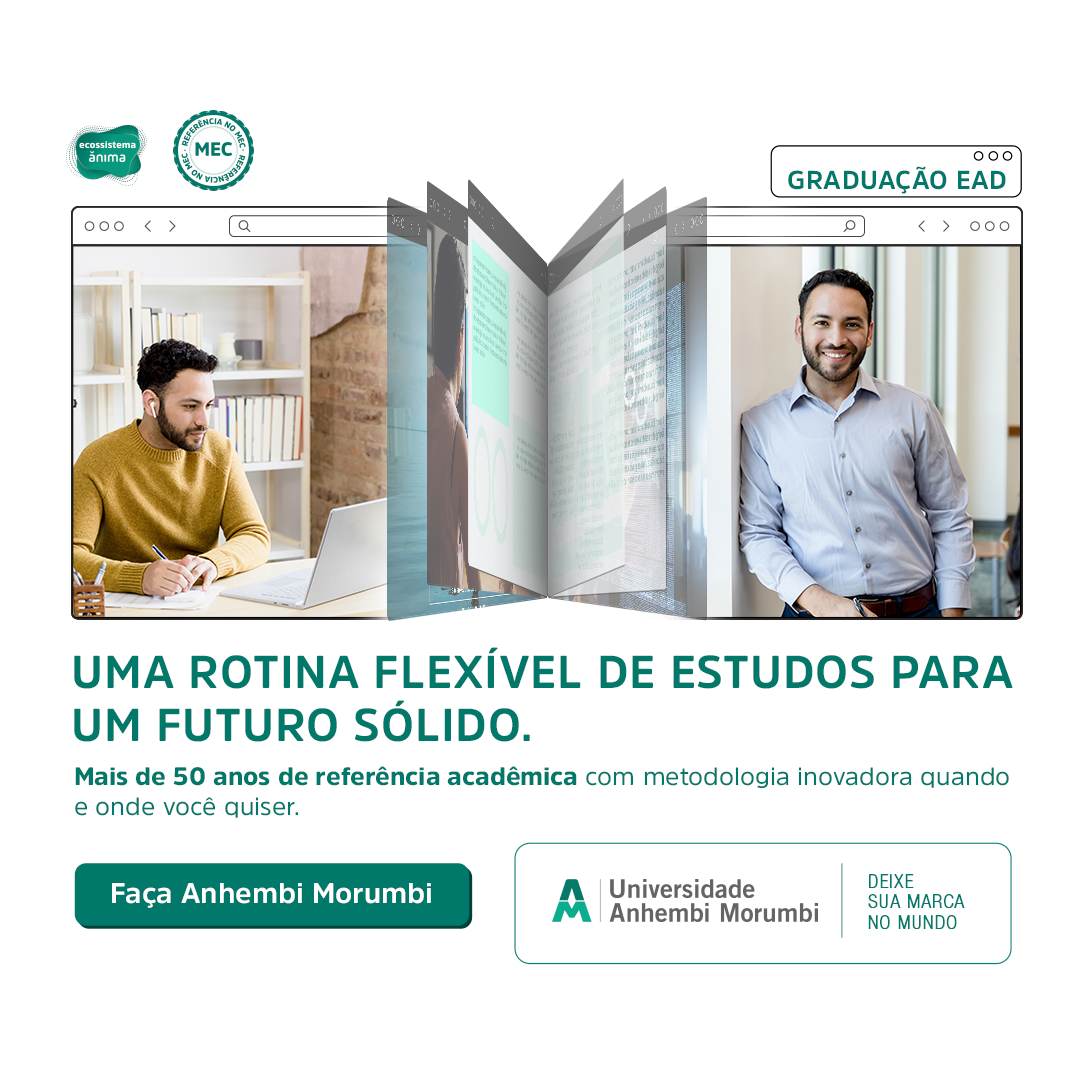 ecossistema
ănıma
REFERÊNCIA NO MEC · REFERÊNCIA NO MEC ·
MEC
GRADUAÇÃO EAD
UMA ROTINA FLEXÍVEL DE ESTUDOS PARA
UM FUTURO SÓLIDO.
Mais de 50 anos de referência acadêmica com metodologia inovadora quando
e onde você quiser.
Faça Anhembi Morumbi
Universidade
Anhembi Morumbi
DEIXE
SUA MARCA
NO MUNDO